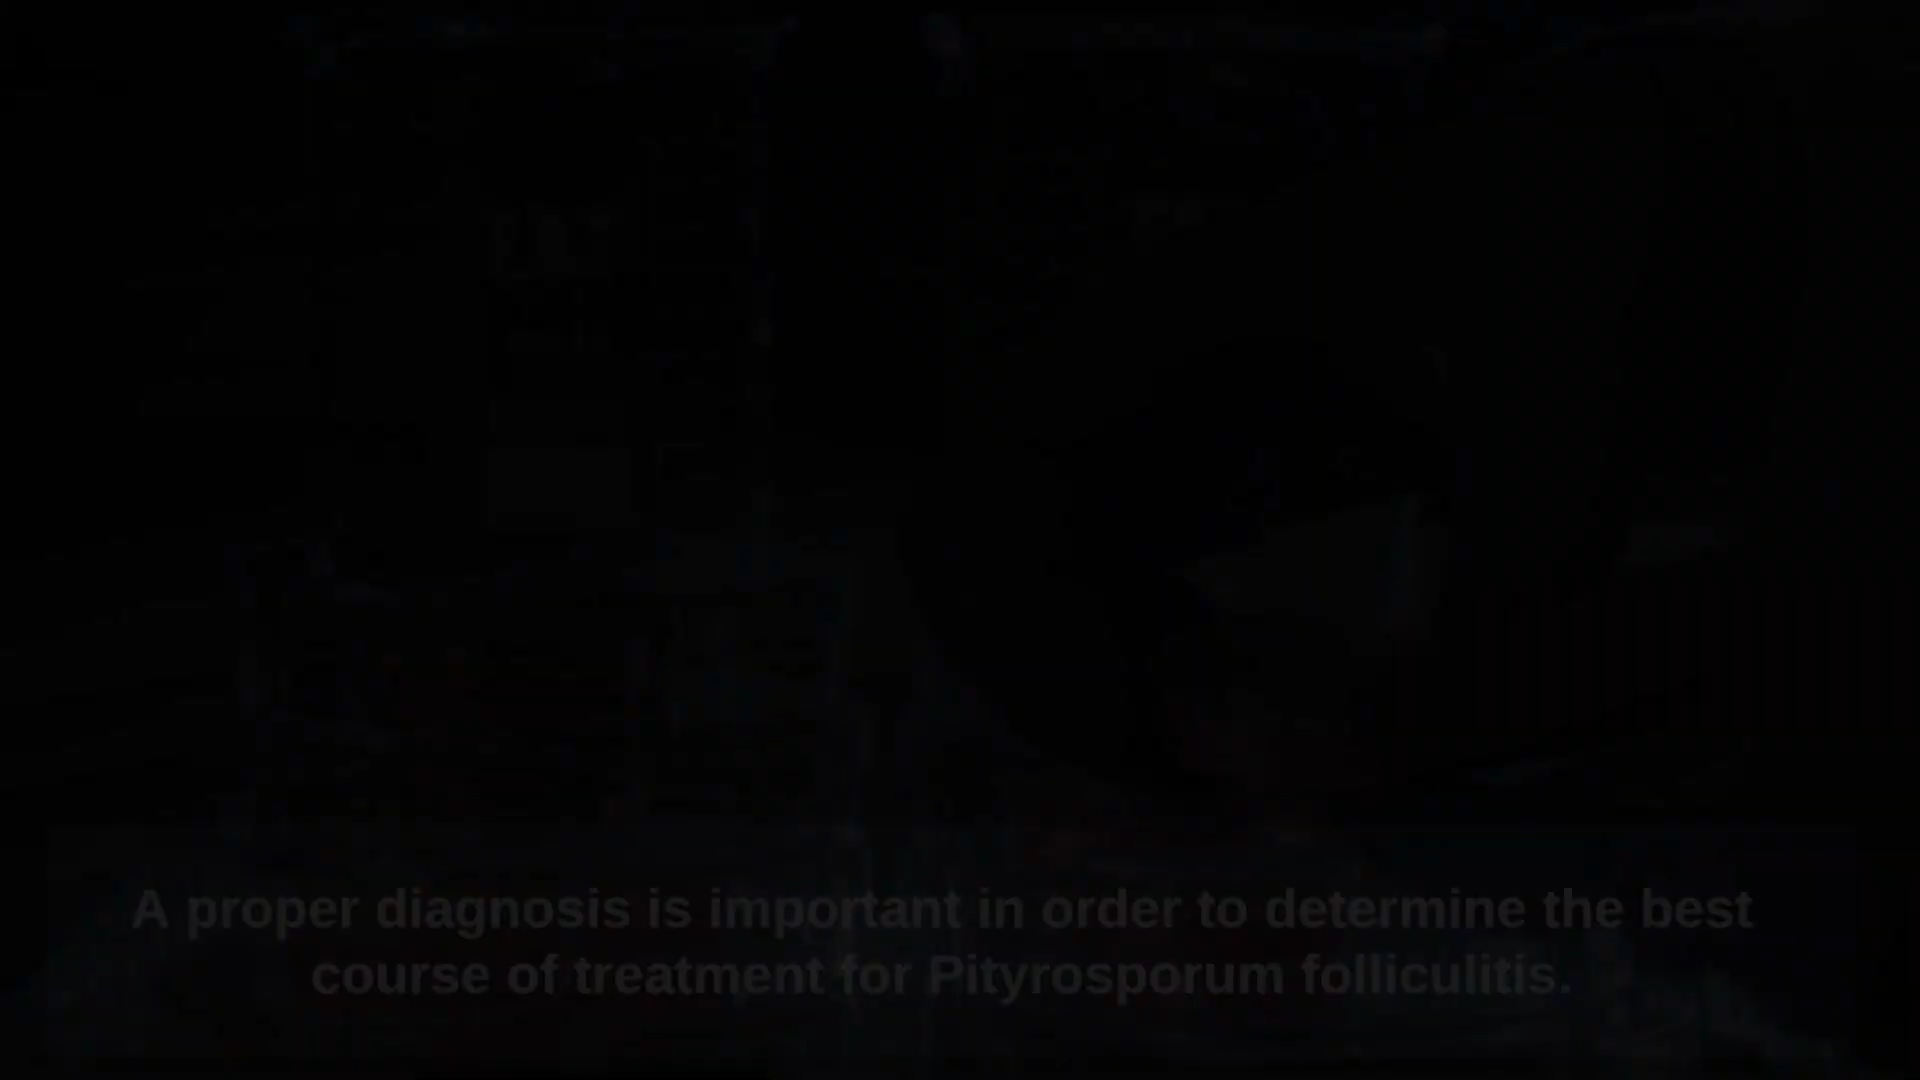 A proper diagnosis is important in order to determine the best
course of treatment for Pityrosporum folliculitis.